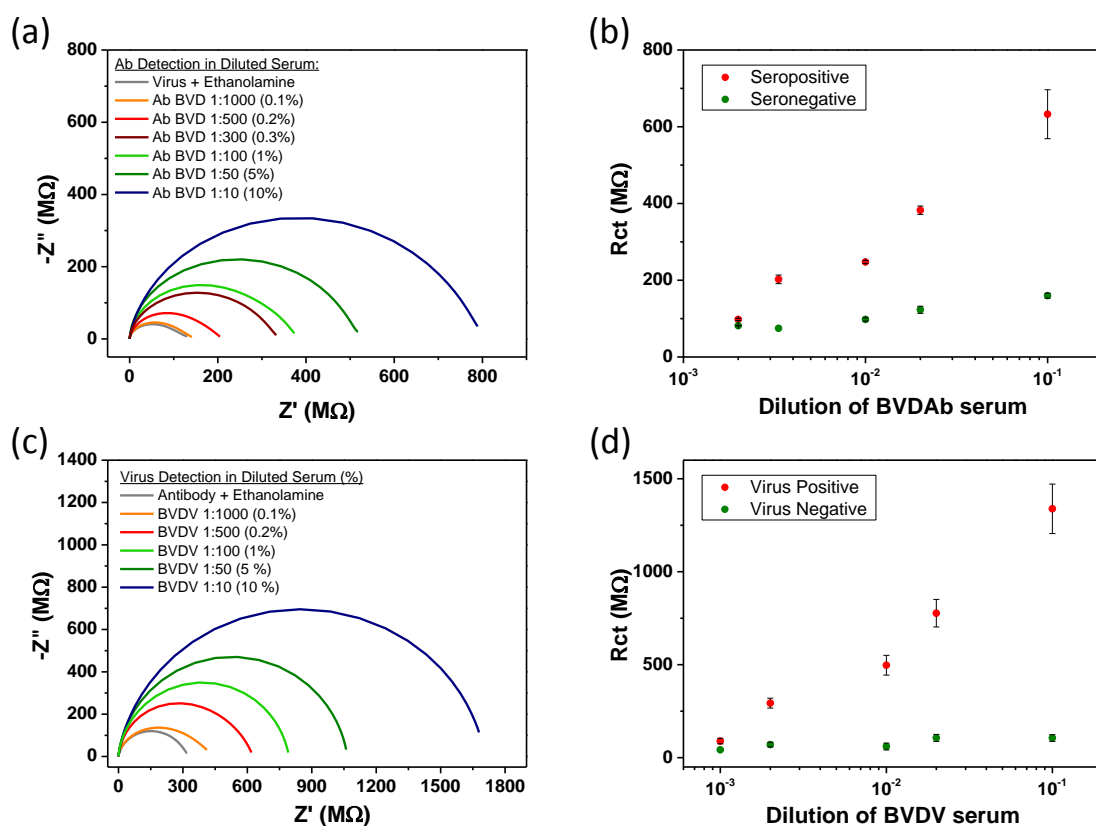 (a)
800
600
400
200
0
-Z" (MΩ)
Ab Detection in Diluted Serum:
Virus + Ethanolamine
Ab BVD 1:1000 (0.1%)
Ab BVD 1:500 (0.2%)
Ab BVD 1:300 (0.3%)
Ab BVD 1:100 (1%)
Ab BVD 1:50 (5%)
Ab BVD 1:10 (10%)
0 200 400 600 800
Z' (MΩ)
(b)
800
600
400
200
0
Rct (MΩ)
Seropositive
Seronegative
10-3 10-2 10-1
Dilution of BVDAb serum
(c)
1400
1200
1000
800
600
400
200
0
-Z" (MΩ)
Virus Detection in Diluted Serum (%)
Antibody + Ethanolamine
BVDV 1:1000 (0.1%)
BVDV 1:500 (0.2%)
BVDV 1:100 (1%)
BVDV 1:50 (5 %)
BVDV 1:10 (10 %)
0 300 600 900 1200 1500 1800
Z' (MΩ)
(d)
1500
1000
500
0
Rct (MΩ)
Virus Positive
Virus Negative
10-3 10-2 10-1
Dilution of BVDV serum